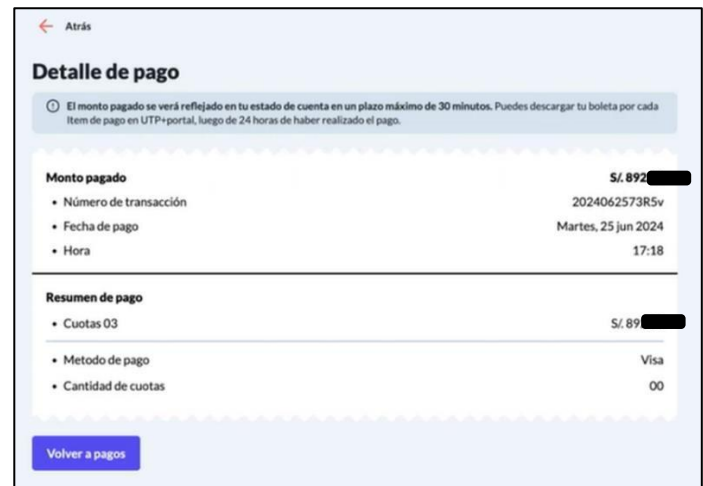 Atrás
Detalle de pago
El monto pagado se verá reflejado en tu estado de cuenta en un plazo máximo de 30 minutos. Puedes descargar tu boleta por cada
Item de pago en UTP+portal, luego de 24 horas de haber realizado el pago.
Monto pagado S/. 892
• Número de transacción 2024062573R5v
• Fecha de pago Martes, 25 jun 2024
• Hora 17:18
Resumen de pago
• Cuotas 03 S/. 89
• Metodo de pago Visa
• Cantidad de cuotas 00
Volver a pagos